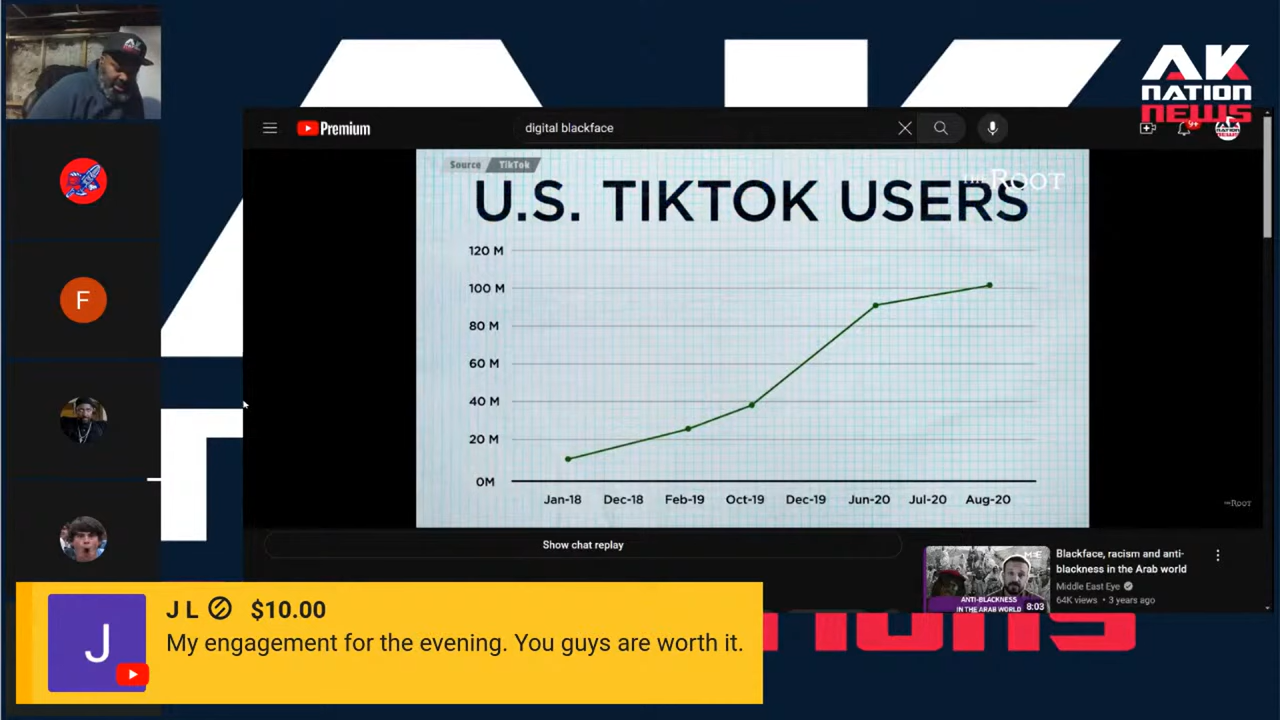 AK
NATION
NEWS
Premium
digital blackface
9+
Source TikTok
THE ROOT
U.S. TIKTOK USERS
120 M
100 M
80 M
60 M
40 M
20 M
0M
Jan-18 Dec-18 Feb-19 Oct-19 Dec-19 Jun-20 Jul-20 Aug-20
THE ROOT
F
Show chat replay
MEE
ANTI-BLACKNESS
IN THE ARAB WORLD
8:03
Blackface, racism and anti-
blackness in the Arab world
Middle East Eye
64K views • 3 years ago
J
J L $10.00
My engagement for the evening. You guys are worth it.